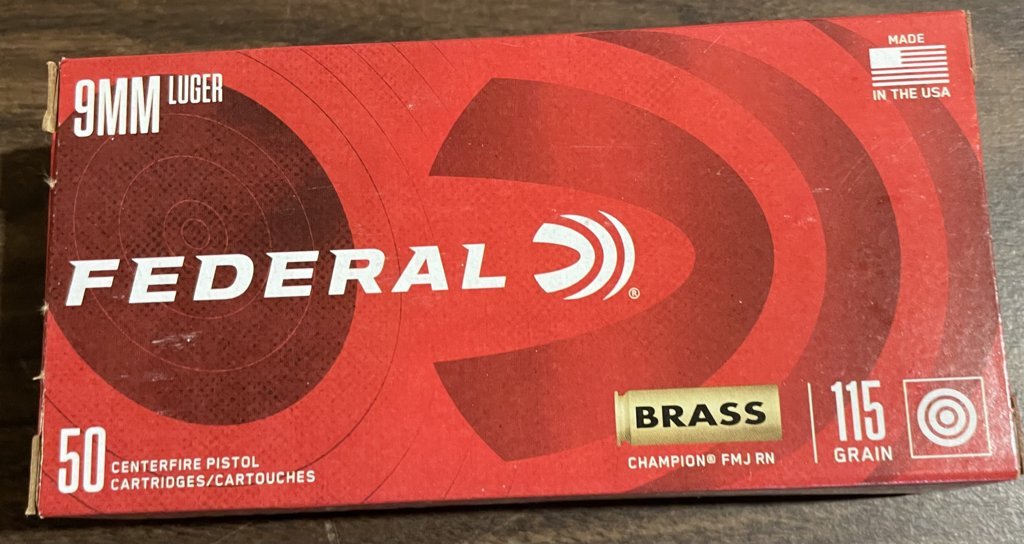 9MM LUGER
MADE
IN THE USA
FEDERAL ®
50 CENTERFIRE PISTOL
CARTRIDGES/CARTOUCHES
BRASS
CHAMPION® FMJ RN
115
GRAIN